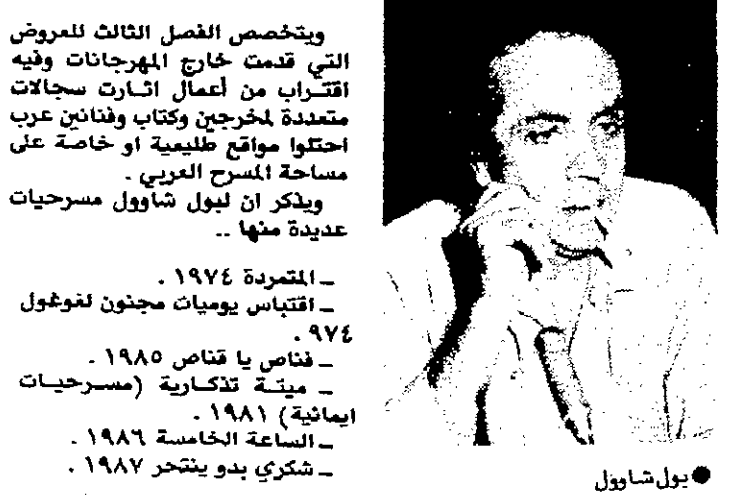 ويتخصص الفصل الثالث للعروض
التي قدمت خارج المهرجانات وفيه
اقتراب من أعمال اثارت سجالات
متعددة لمخرجين وكتاب وفنانين عرب
احتلوا مواقع طليعية او خاصة على
مساحة المسرح العربي .
ويذكر ان لبول شاوول مسرحيات
عديدة منها ..
ـ المتمردة ١٩٧٤ .
ـ اقتباس يوميات مجنون لغوغول
٩٧٤ .
ـ فناص يا قناص ١٩٨٥ .
ـ ميتة تذكارية (مسرحيات
ايمائية) ١٩٨١ .
ـ الساعة الخامسة ١٩٨٦ .
ـ شكري بدو ينتحر ١٩٨٧ .
● بول شاوول